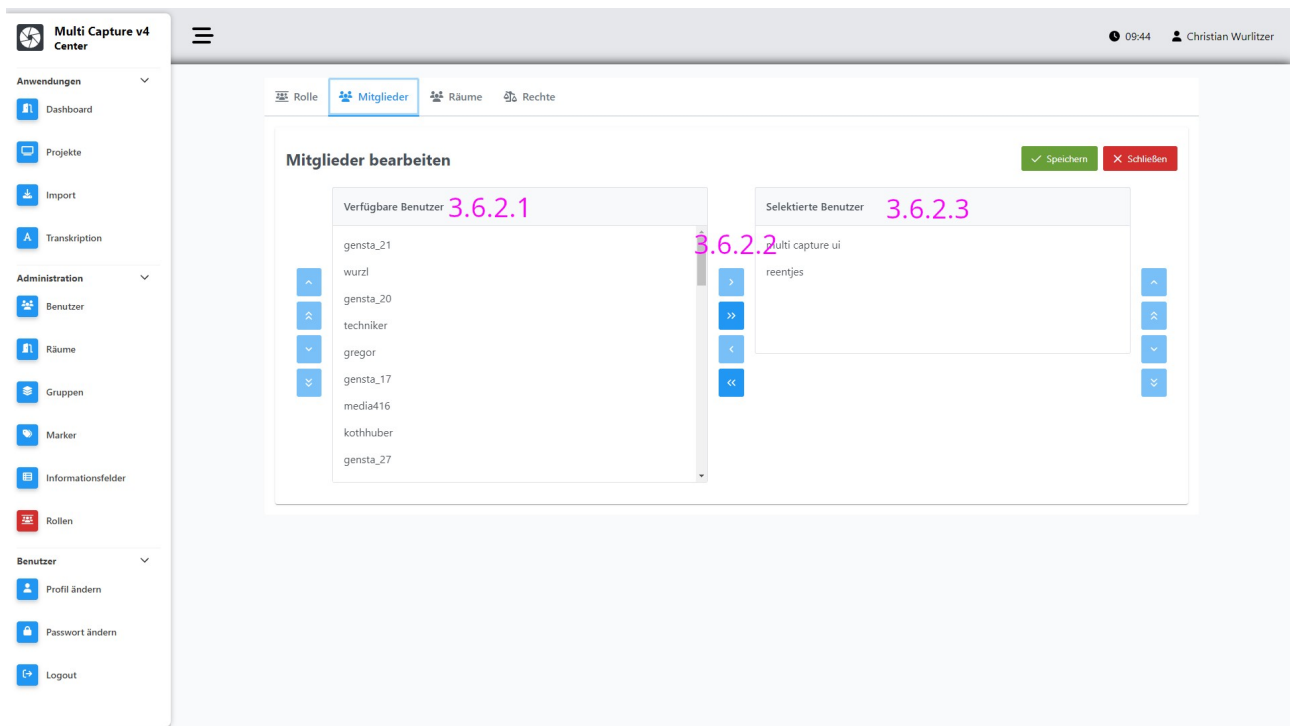 Multi Capture v4
Center
09:44 Christian Wurlitzer
Anwendungen
Dashboard
Projekte
Import
Transkription
Administration
Benutzer
Räume
Gruppen
Marker
Informationsfelder
Rollen
Benutzer
Profil ändern
Passwort ändern
Logout
Rolle Mitglieder Räume Rechte
Mitglieder bearbeiten
Speichern Schließen
Verfügbare Benutzer 3.6.2.1
gensta_21
wurzl
gensta_20
techniker
gregor
gensta_17
media416
kothhuber
gensta_27
3.6.2.2
Selektierte Benutzer 3.6.2.3
multi capture ui
reentjes